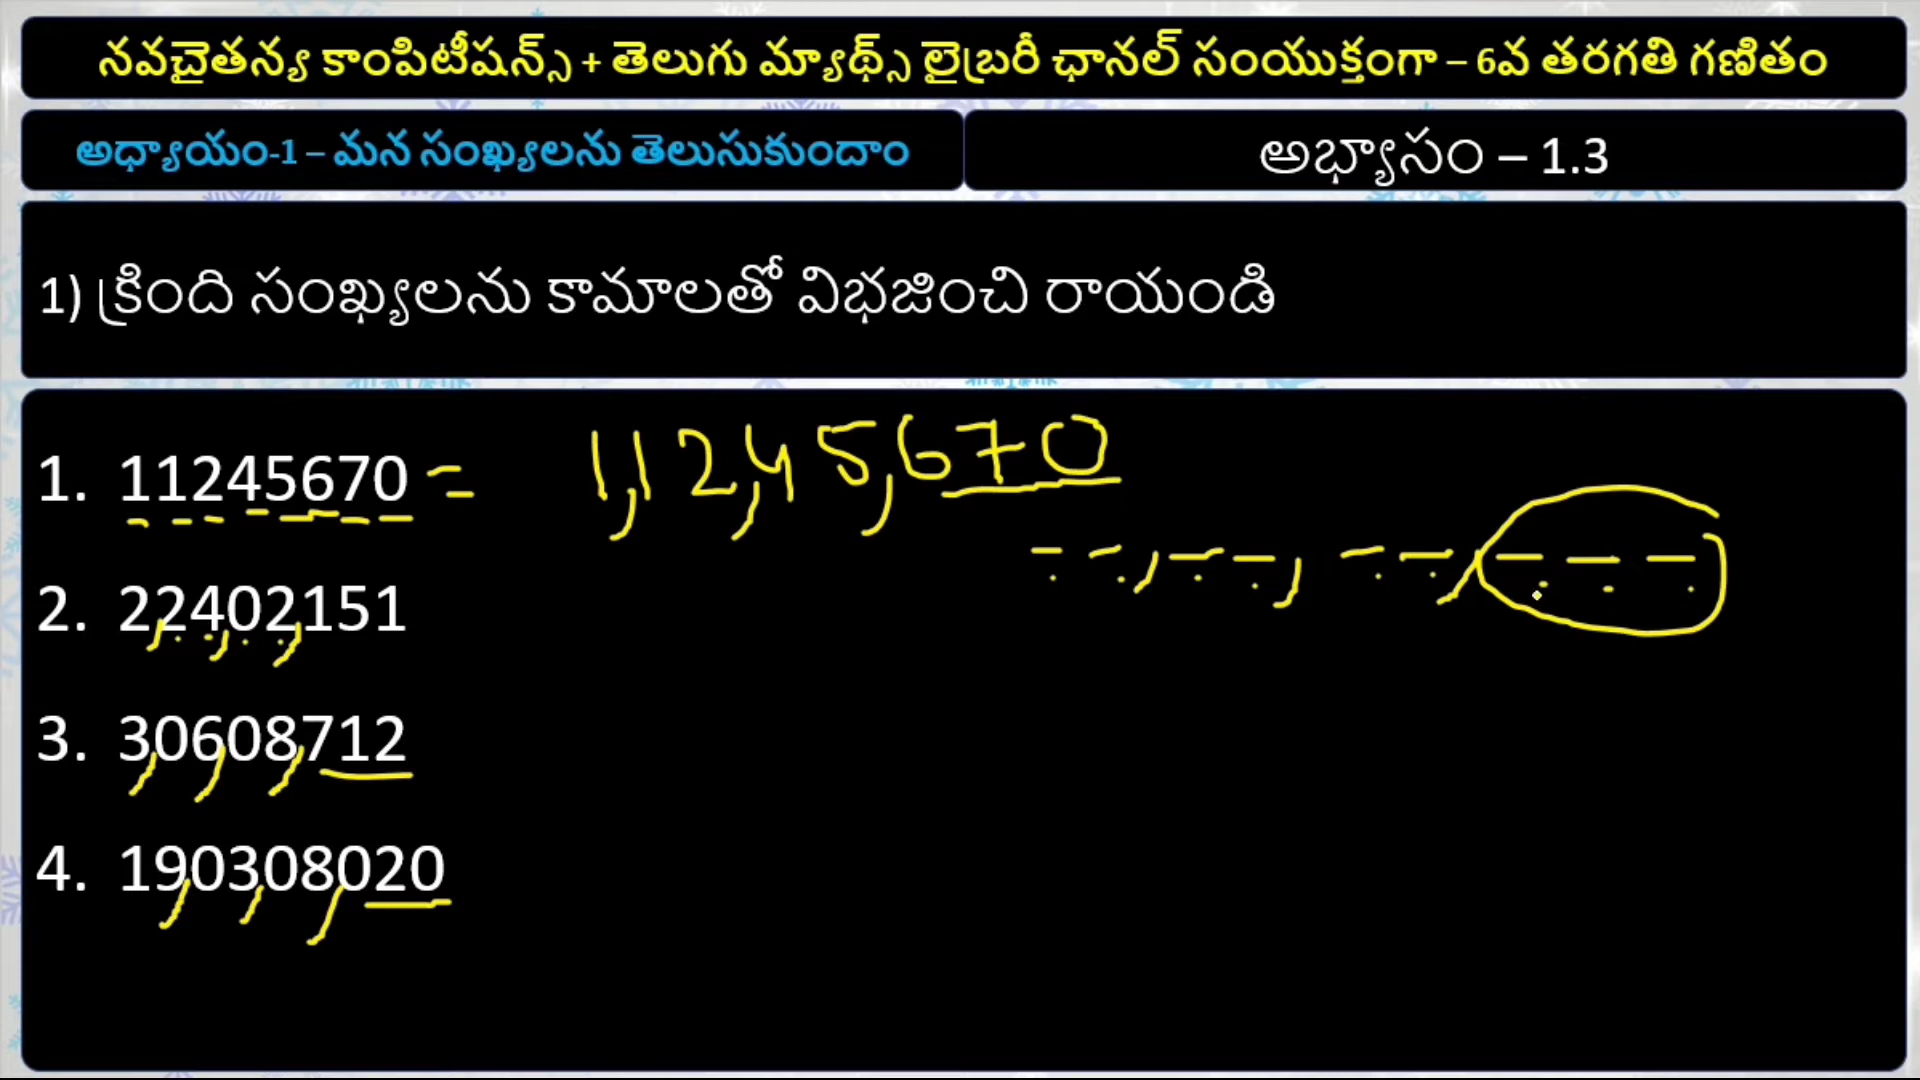 నవచైతన్య కాంపిటీషన్స్ + తెలుగు మ్యాథ్స్ లైబ్రరీ ఛానల్ సంయుక్తంగా – 6వ తరగతి గణితం
అధ్యాయం-1 – మన సంఖ్యలను తెలుసుకుందాం
అభ్యాసం – 1.3
1) క్రింది సంఖ్యలను కామాలతో విభజించి రాయండి
1. 11245670 = 1,12,45,670
2. 22402151
3. 30608712
4. 190308020